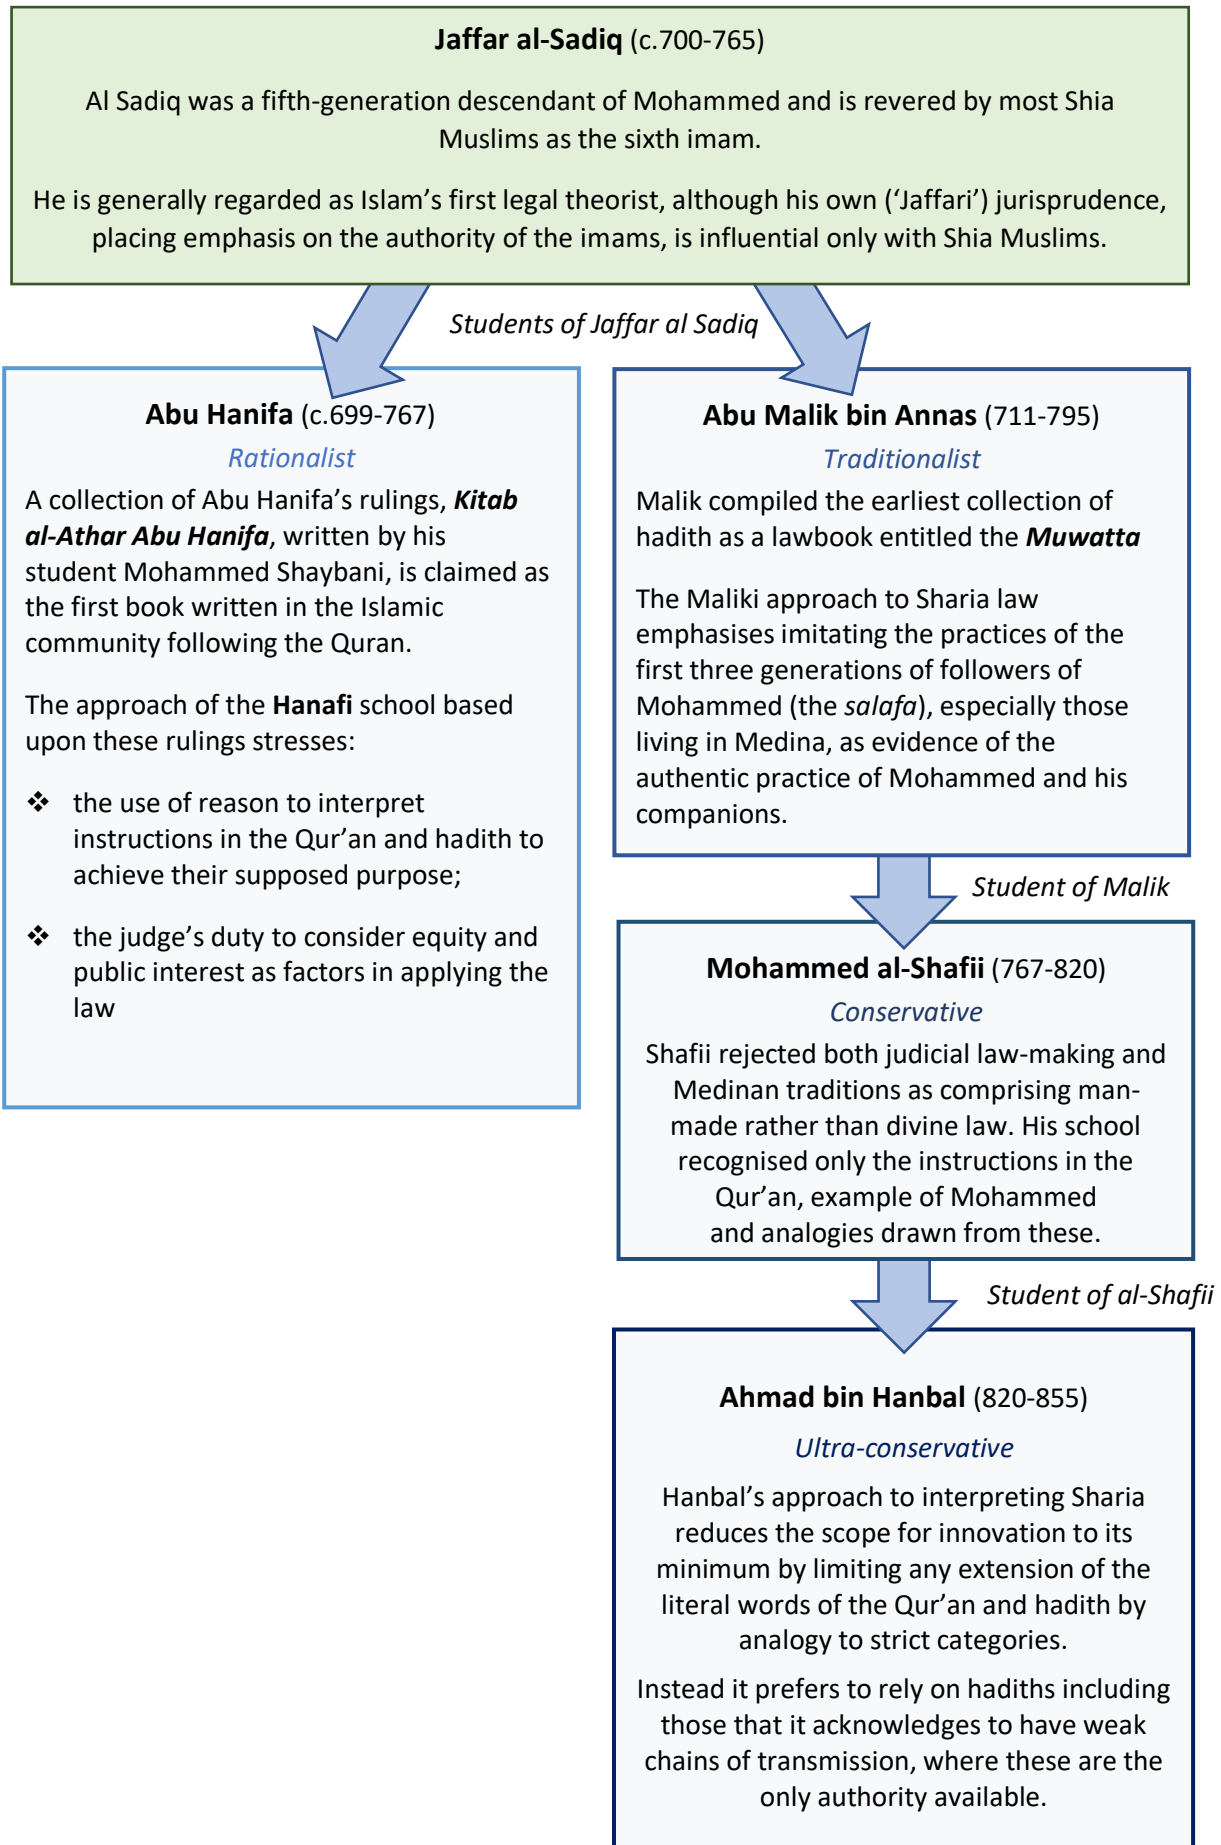 Jaffar al-Sadiq (c.700-765)
Al Sadiq was a fifth-generation descendant of Mohammed and is revered by most Shia
Muslims as the sixth imam.
He is generally regarded as Islam’s first legal theorist, although his own (‘Jaffari’) jurisprudence,
placing emphasis on the authority of the imams, is influential only with Shia Muslims.
Students of Jaffar al Sadiq
Abu Hanifa (c.699-767)
Rationalist
A collection of Abu Hanifa’s rulings, Kitab
al-Athar Abu Hanifa, written by his
student Mohammed Shaybani, is claimed as
the first book written in the Islamic
community following the Quran.
The approach of the Hanafi school based
upon these rulings stresses:
❖ the use of reason to interpret
instructions in the Qur’an and hadith to
achieve their supposed purpose;
❖ the judge’s duty to consider equity and
public interest as factors in applying the
law
Abu Malik bin Annas (711-795)
Traditionalist
Malik compiled the earliest collection of
hadith as a lawbook entitled the Muwatta
The Maliki approach to Sharia law
emphasises imitating the practices of the
first three generations of followers of
Mohammed (the salafa), especially those
living in Medina, as evidence of the
authentic practice of Mohammed and his
companions.
Student of Malik
Mohammed al-Shafii (767-820)
Conservative
Shafii rejected both judicial law-making and
Medinan traditions as comprising man-
made rather than divine law. His school
recognised only the instructions in the
Qur’an, example of Mohammed
and analogies drawn from these.
Student of al-Shafii
Ahmad bin Hanbal (820-855)
Ultra-conservative
Hanbal’s approach to interpreting Sharia
reduces the scope for innovation to its
minimum by limiting any extension of the
literal words of the Qur’an and hadith by
analogy to strict categories.
Instead it prefers to rely on hadiths including
those that it acknowledges to have weak
chains of transmission, where these are the
only authority available.